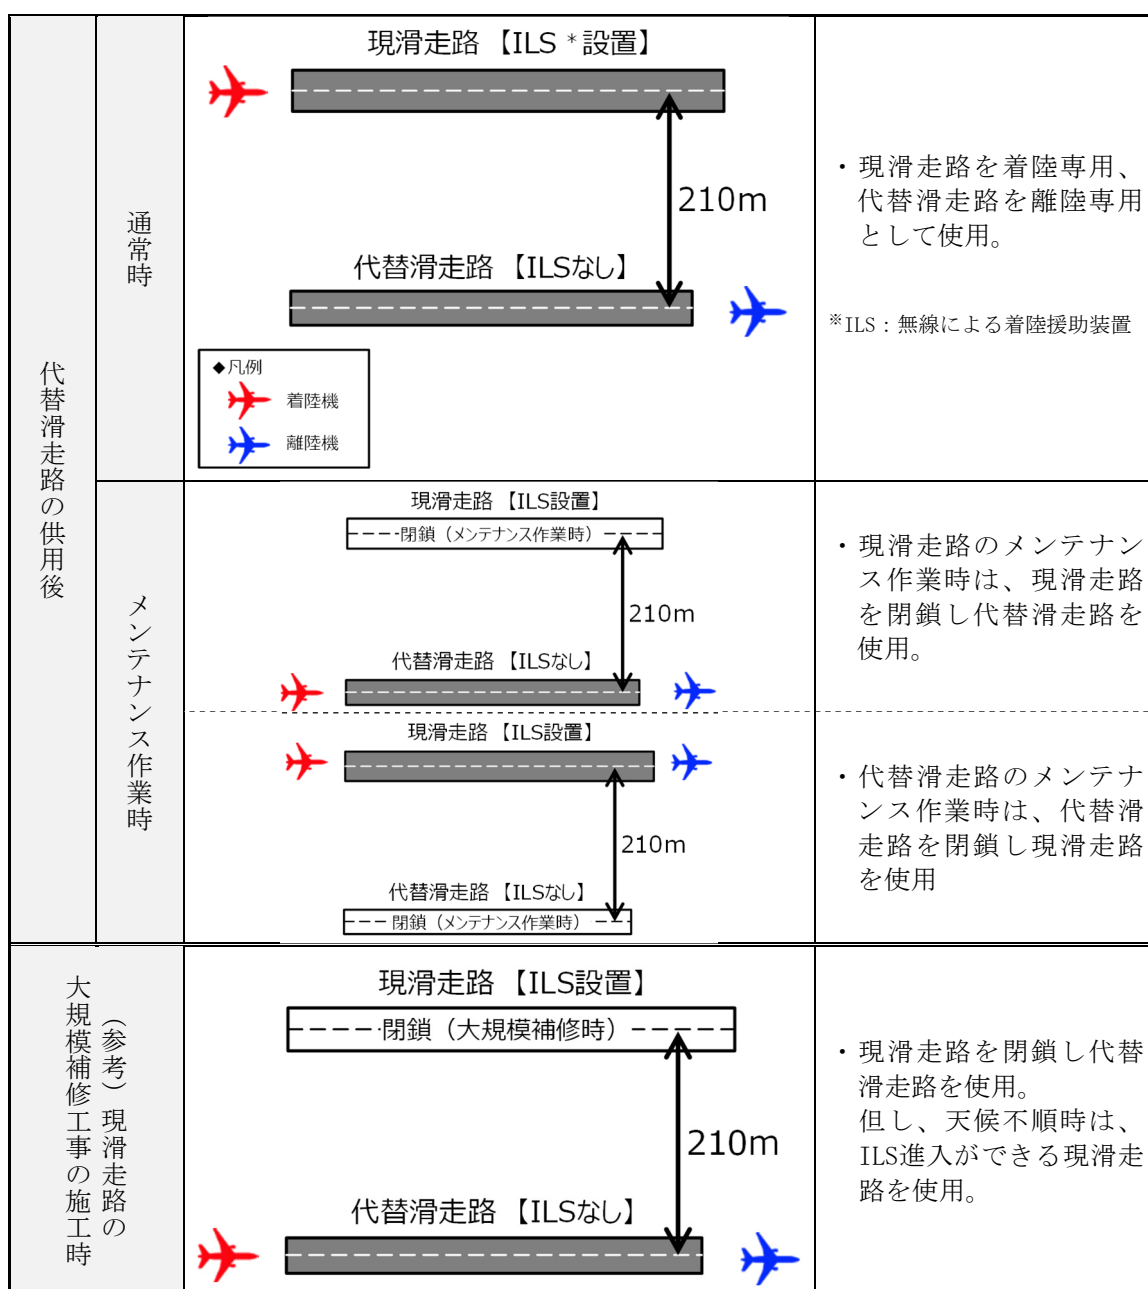 代替滑走路の供用後
通常時
現滑走路【ILS*設置】
210m
代替滑走路【ILSなし】
◆凡例
着陸機
離陸機
・現滑走路を着陸専用、
代替滑走路を離陸専用
として使用。
※ILS：無線による着陸援助装置
メンテナンス作業時
現滑走路【ILS設置】
閉鎖（メンテナンス作業時）
210m
代替滑走路【ILSなし】
・現滑走路のメンテナン
ス作業時は、現滑走路
を閉鎖し代替滑走路を
使用。
現滑走路【ILS設置】
210m
代替滑走路【ILSなし】
閉鎖（メンテナンス作業時）
・代替滑走路のメンテナ
ンス作業時は、代替滑
走路を閉鎖し現滑走路
を使用
（参考）現滑走路の
大規模補修工事の施工時
現滑走路【ILS設置】
閉鎖（大規模補修時）
210m
代替滑走路【ILSなし】
・現滑走路を閉鎖し代替
滑走路を使用。
但し、天候不順時は、
ILS進入ができる現滑走
路を使用。